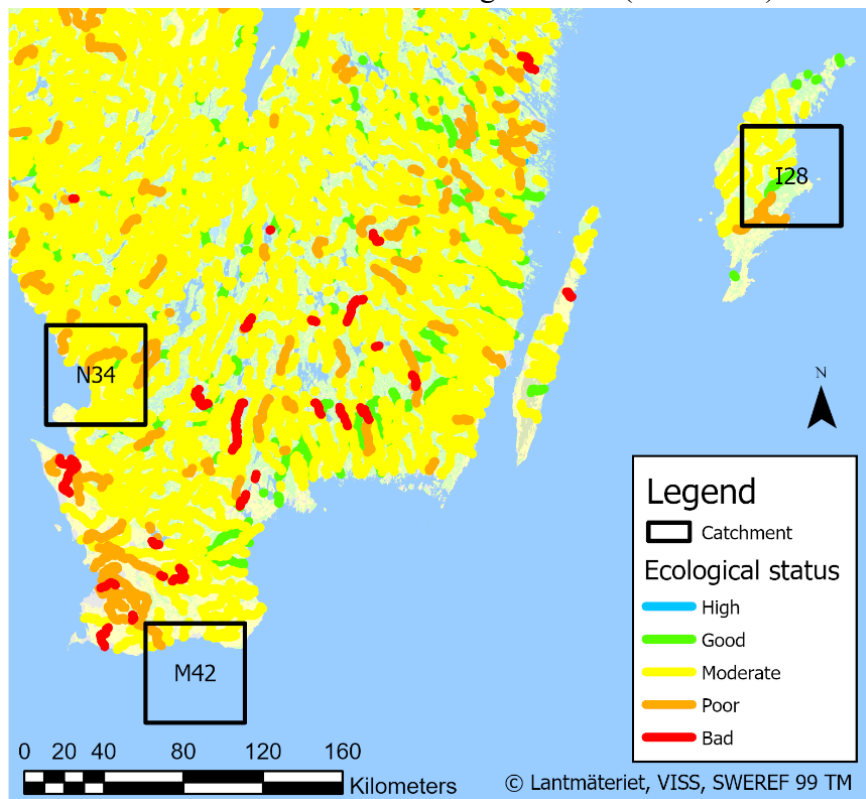 I28
N34
N
M42
Legend
Catchment
Ecological status
High
Good
Moderate
Poor
Bad
0 20 40 80 120 160
Kilometers
© Lantmäteriet, VISS, SWEREF 99 TM